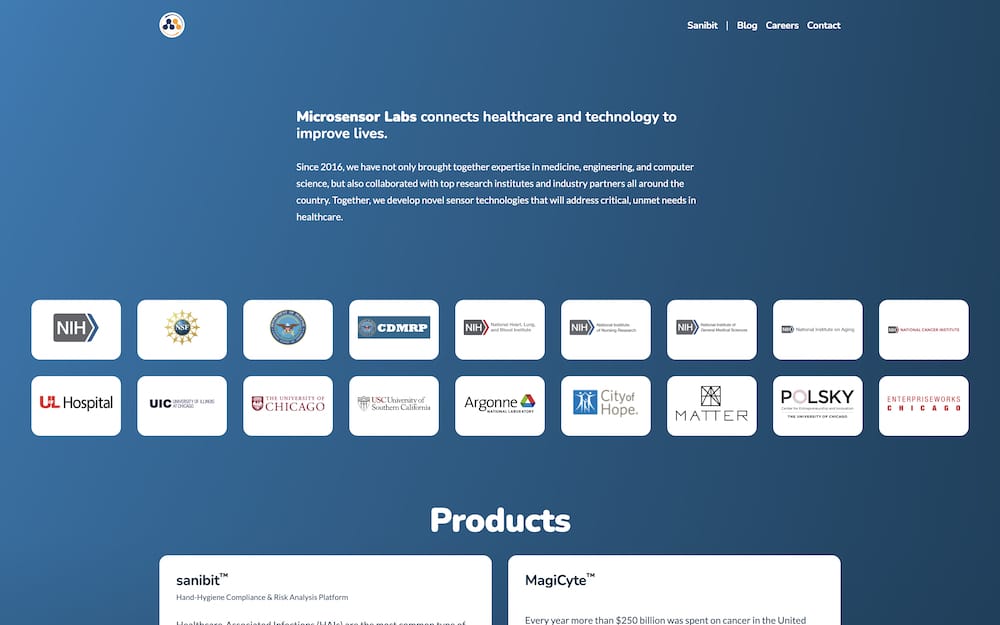 Sanibit | Blog Careers Contact
Microsensor Labs connects healthcare and technology to
improve lives.
Since 2016, we have not only brought together expertise in medicine, engineering, and computer
science, but also collaborated with top research institutes and industry partners all around the
country. Together, we develop novel sensor technologies that will address critical, unmet needs in
healthcare.
NIH
NSF
CDMRP
NIH National Heart, Lung,
and Blood Institute
NIH National Institute
of Nursing Research
NIH National Institute of
General Medical Sciences
NIH National Institute on Aging
NIH NATIONAL CANCER INSTITUTE
UL Hospital
UIC UNIVERSITY OF ILLINOIS
AT CHICAGO
THE UNIVERSITY OF
CHICAGO
USC University of
Southern California
Argonne
NATIONAL LABORATORY
City of
Hope.
MATTER
POLSKY
Center for Entrepreneurship and Innovation
THE UNIVERSITY OF CHICAGO
ENTERPRISEWORKS
CHICAGO
Products
sanibit™
Hand-Hygiene Compliance & Risk Analysis Platform
Healthcare-Associated Infections (HAIs) are the most common type of
MagiCyte™
Every year more than $250 billion was spent on cancer in the United